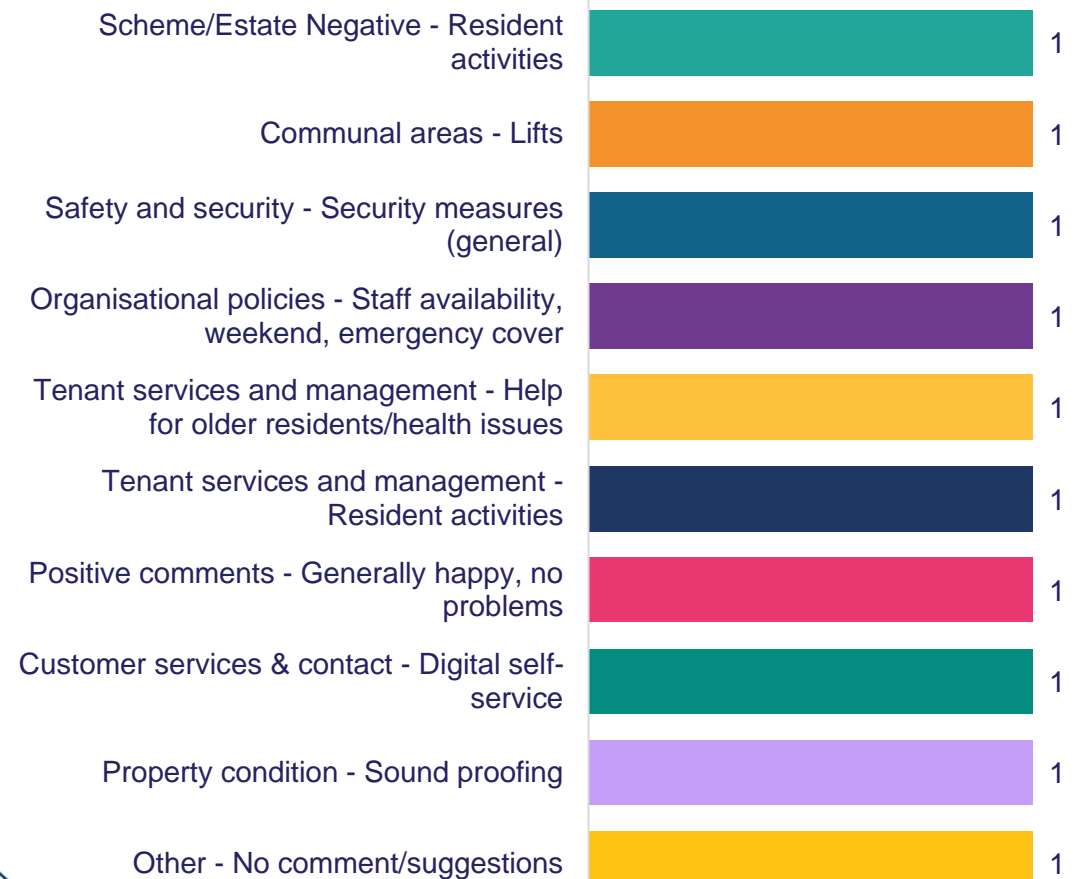 Scheme/Estate Negative - Resident
activities
1
Communal areas - Lifts
1
Safety and security - Security measures
(general)
1
Organisational policies - Staff availability,
weekend, emergency cover
1
Tenant services and management - Help
for older residents/health issues
1
Tenant services and management -
Resident activities
1
Positive comments - Generally happy, no
problems
1
Customer services & contact - Digital self-
service
1
Property condition - Sound proofing
1
Other - No comment/suggestions
1